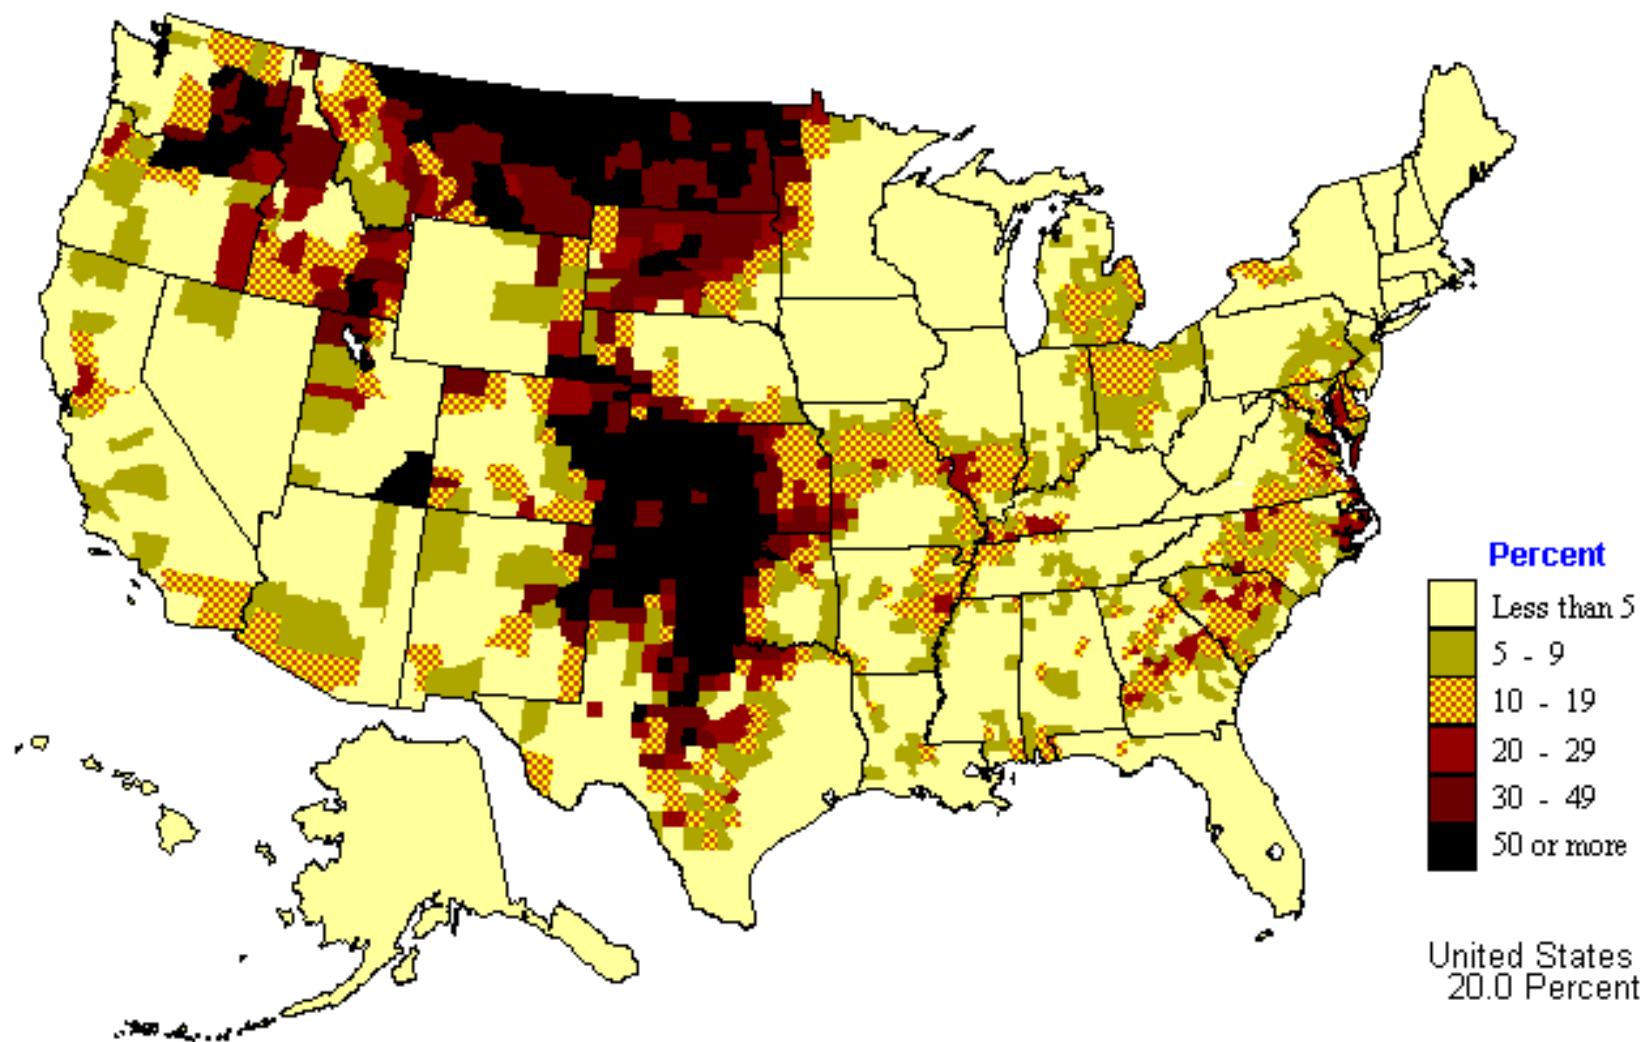 Percent
Less than 5
5 - 9
10 - 19
20 - 29
30 - 49
50 or more
United States
20.0 Percent